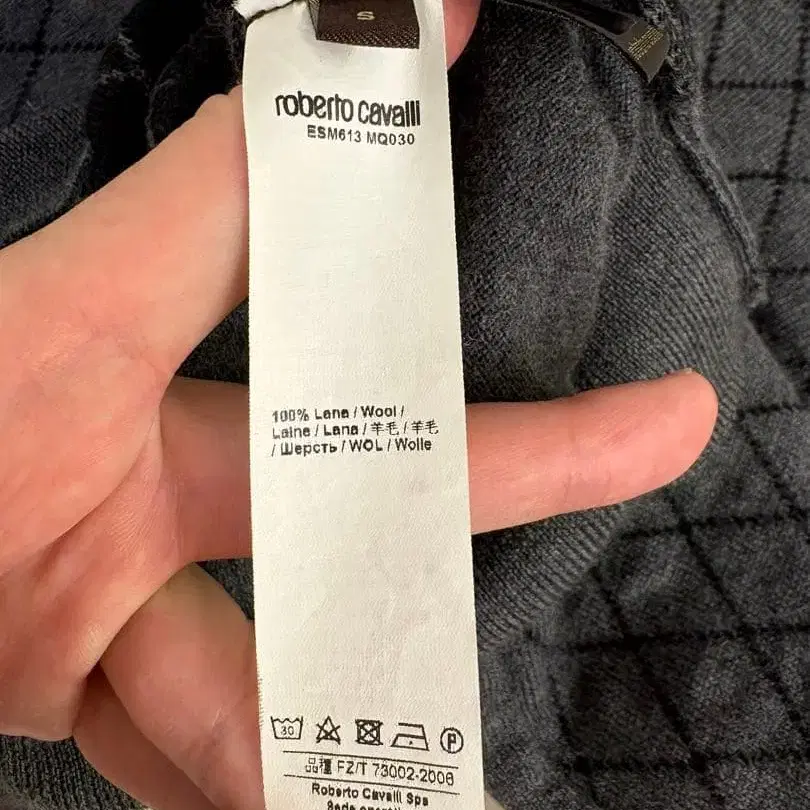 S
roberto cavalli
ESM613 MQ030
100% Lana / Wool /
Laine / Lana / 羊毛 / 羊毛
/ Шерсть / WOL / Wolle
30
P
品種 FZ/T 73002-2006
Roberto Cavalli Spa